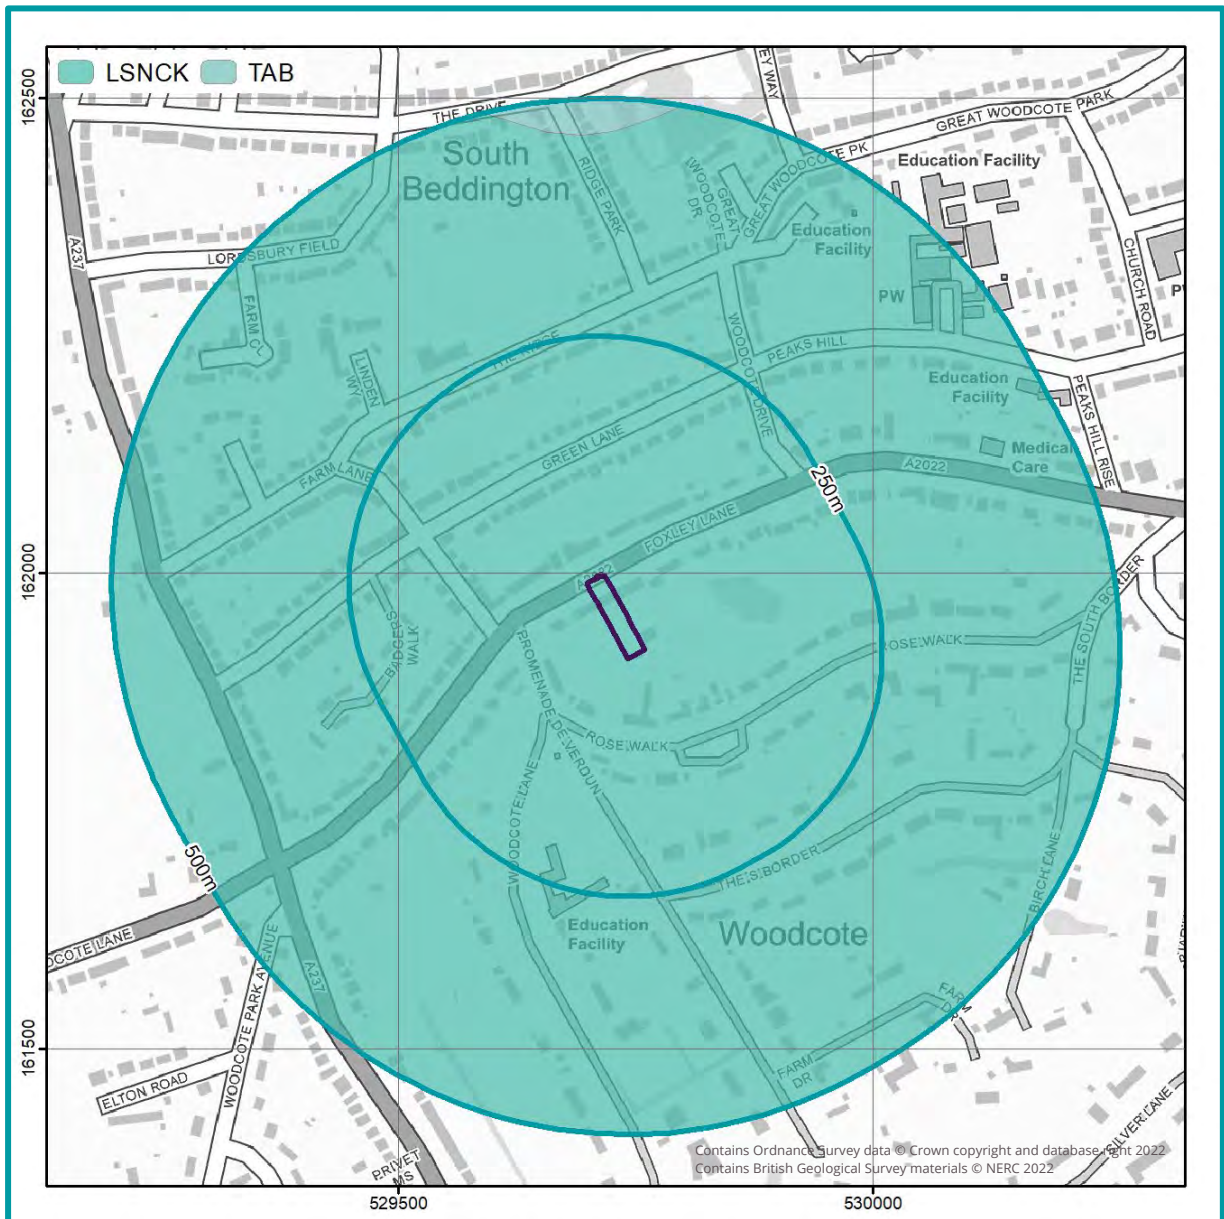 LSNCK
TAB
162500
THE DRIVE
GREAT WOODCOTE PARK
South
Beddington
RIDGE PARK
GREAT
WOODCOTE
DR
GREAT WOODCOTE PK
Education Facility
Education
Facility
A237
LORDSBURY FIELD
CHURCH ROAD
PW
FARM CL
LINDEN
WY
THE RIDGE
WOODCOTE DRIVE
PEAKS HILL
Education
Facility
PEAKS HILL RISE
GREEN LANE
FARM LANE
Medical
Care
A2022
250m
FOXLEY LANE
162000
A2022
BADGERS
WALK
PROMENADE DE VERDUN
ROSE WALK
THE SOUTH BORDER
ROSE WALK
WOODCOTE LANE
500m
THE S BORDER
BIRCH LANE
Education
Facility
Woodcote
WOODCOTE PARK AVENUE
A237
FARM
DR
161500
FARM
DR
ELTON ROAD
SILVER LANE
PRIVET
MS
Contains Ordnance Survey data © Crown copyright and database right 2022
Contains British Geological Survey materials © NERC 2022
529500
530000